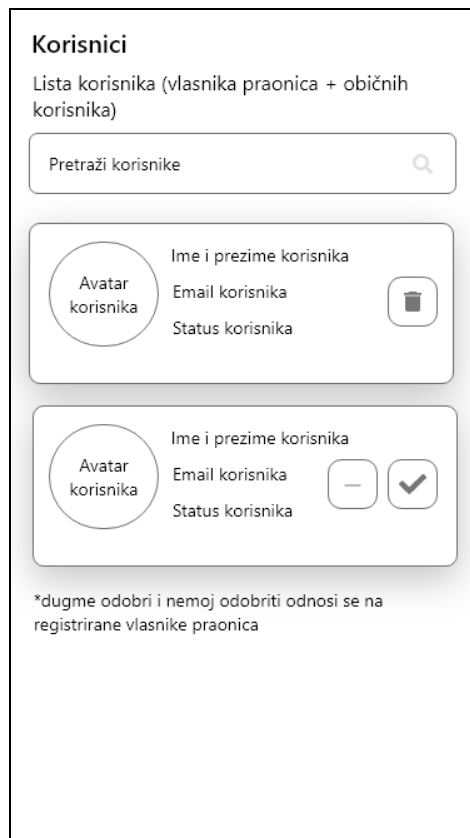 Korisnici
Lista korisnika (vlasnika praonica + običnih
korisnika)
Pretraži korisnike
Avatar
korisnika
Ime i prezime korisnika
Email korisnika
Status korisnika
Avatar
korisnika
Ime i prezime korisnika
Email korisnika
Status korisnika
*dugme odobri i nemoj odobriti odnosi se na
registrirane vlasnike praonica